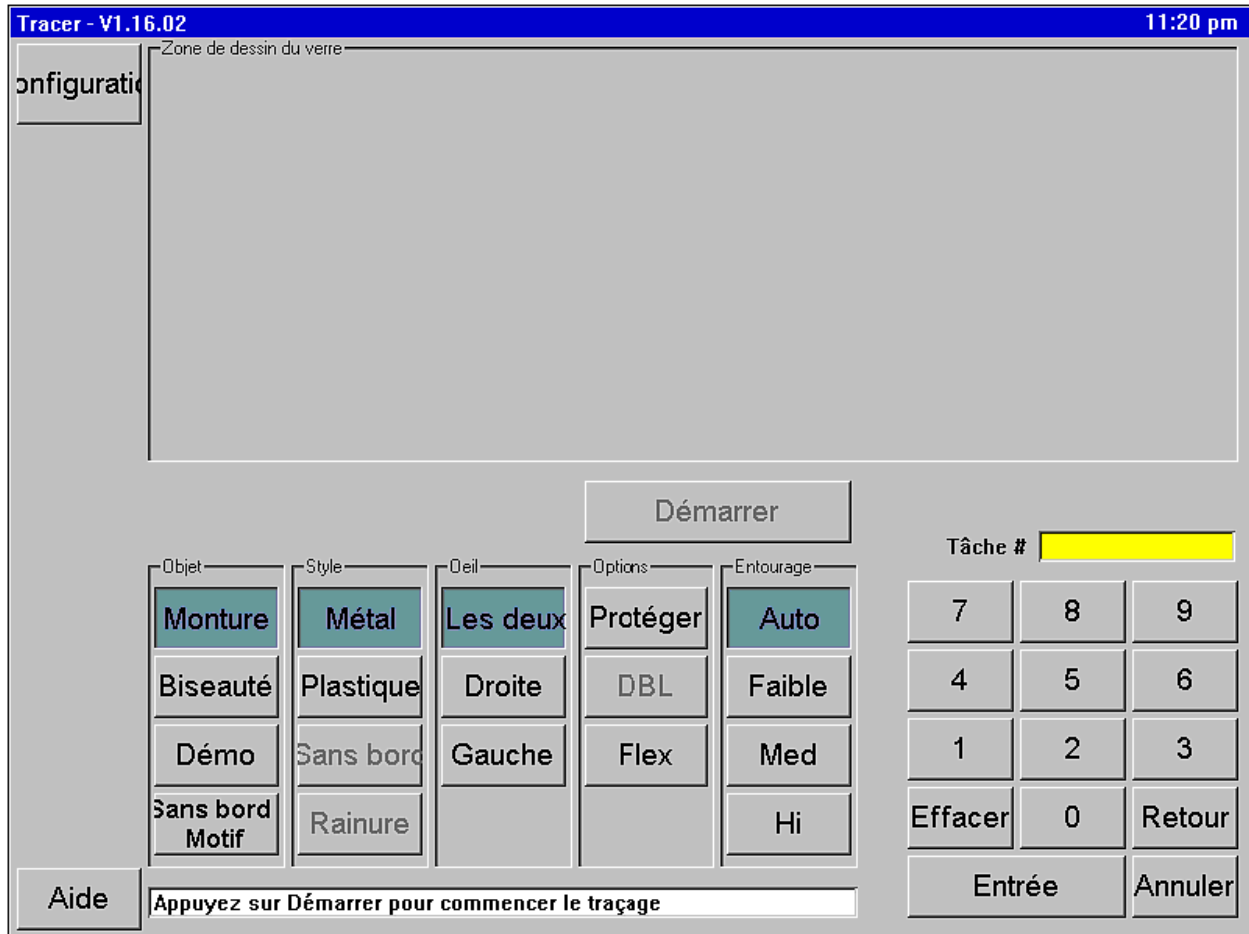 Tracer - V1.16.02 11:20 pm
onfiguratio
Zone de dessin du verre
Démarrer
Tâche #
Objet
Monture
Biseauté
Démo
Sans bord
Motif
Style
Métal
Plastique
Sans bord
Rainure
Oeil
Les deux
Droite
Gauche
Options
Protéger
DBL
Flex
Entourage
Auto
Faible
Med
Hi
7 8 9
4 5 6
1 2 3
Effacer 0 Retour
Entrée Annuler
Aide
Appuyez sur Démarrer pour commencer le traçage